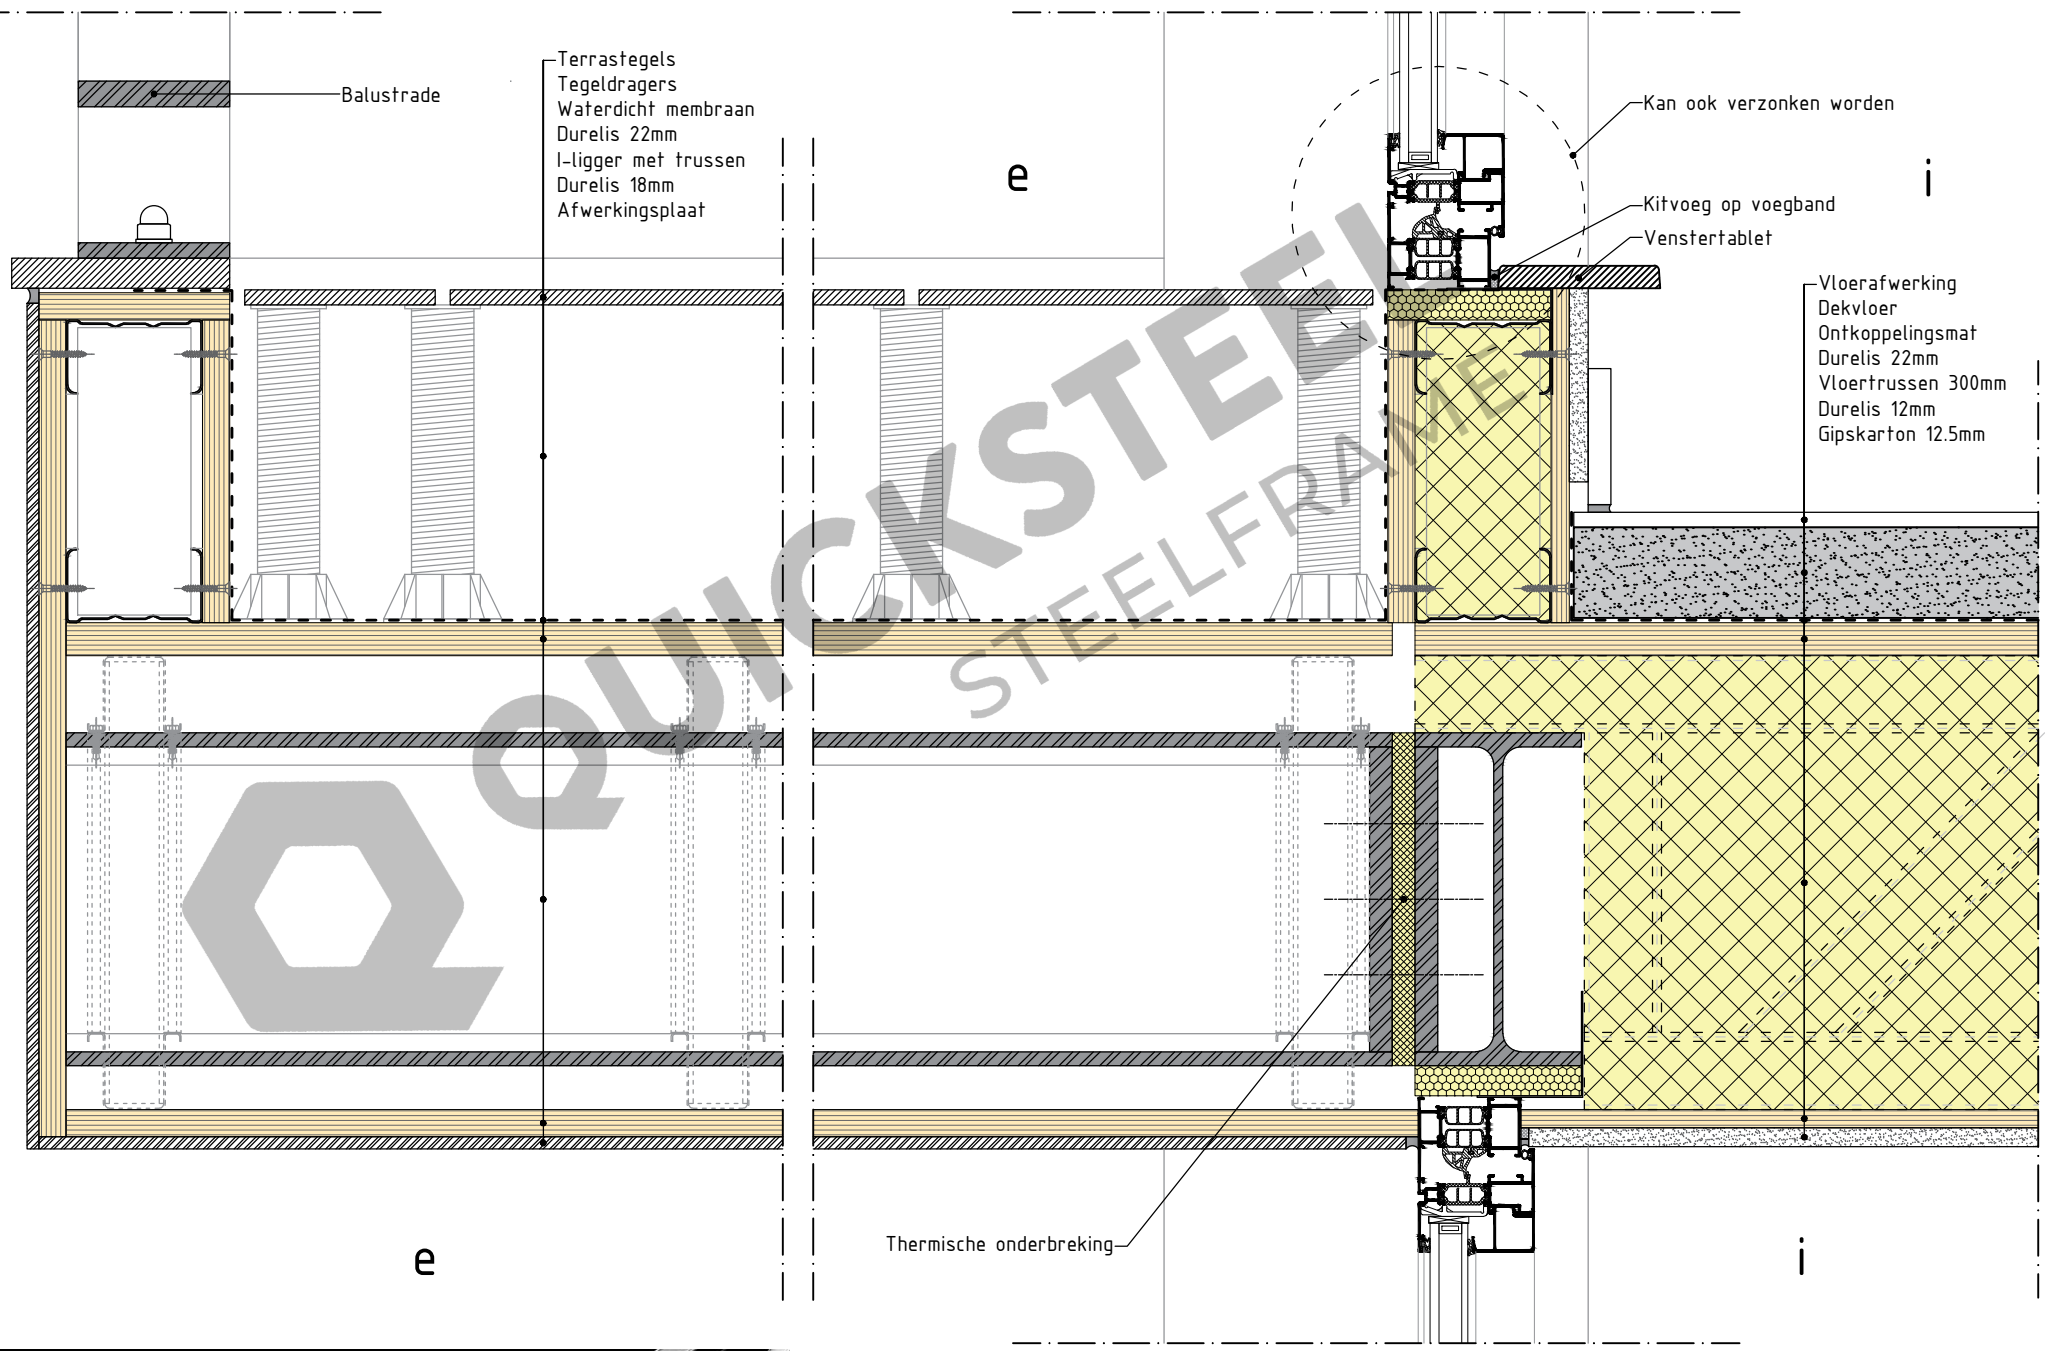 Balustrade
Terrastegels
Tegeldragers
Waterdicht membraan
Durelis 22mm
I-ligger met trussen
Durelis 18mm
Afwerkingsplaat
e
Kan ook verzonken worden
i
Kitvoeg op voegband
Venstertablet
Vloerafwerking
Dekvloer
Ontkoppelingsmat
Durelis 22mm
Vloertrussen 300mm
Durelis 12mm
Gipskarton 12.5mm
QUICKSTEEL
STEELFRAME
Thermische onderbreking
e
i